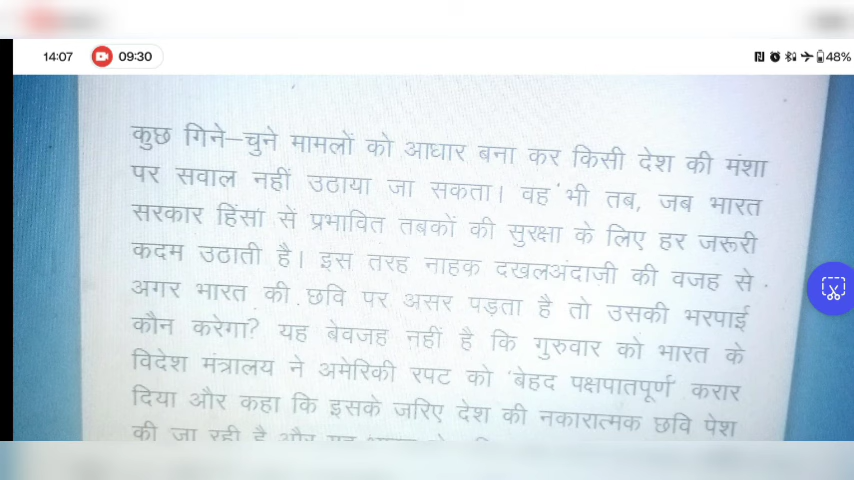 14:07 09:30 48%
कुछ गिने–चुने मामलों को आधार बना कर किसी देश की मंशा
पर सवाल नहीं उठाया जा सकता। वह भी तब, जब भारत
सरकार हिंसा से प्रभावित तबकों की सुरक्षा के लिए हर जरूरी
कदम उठाती है। इस तरह नाहक दखलअंदाजी की वजह से
अगर भारत की छवि पर असर पड़ता है तो उसकी भरपाई
कौन करेगा? यह बेवजह नहीं है कि गुरुवार को भारत के
विदेश मंत्रालय ने अमेरिकी रपट को 'बेहद पक्षपातपूर्ण' करार
दिया और कहा कि इसके जरिए देश की नकारात्मक छवि पेश
की जा रही है और